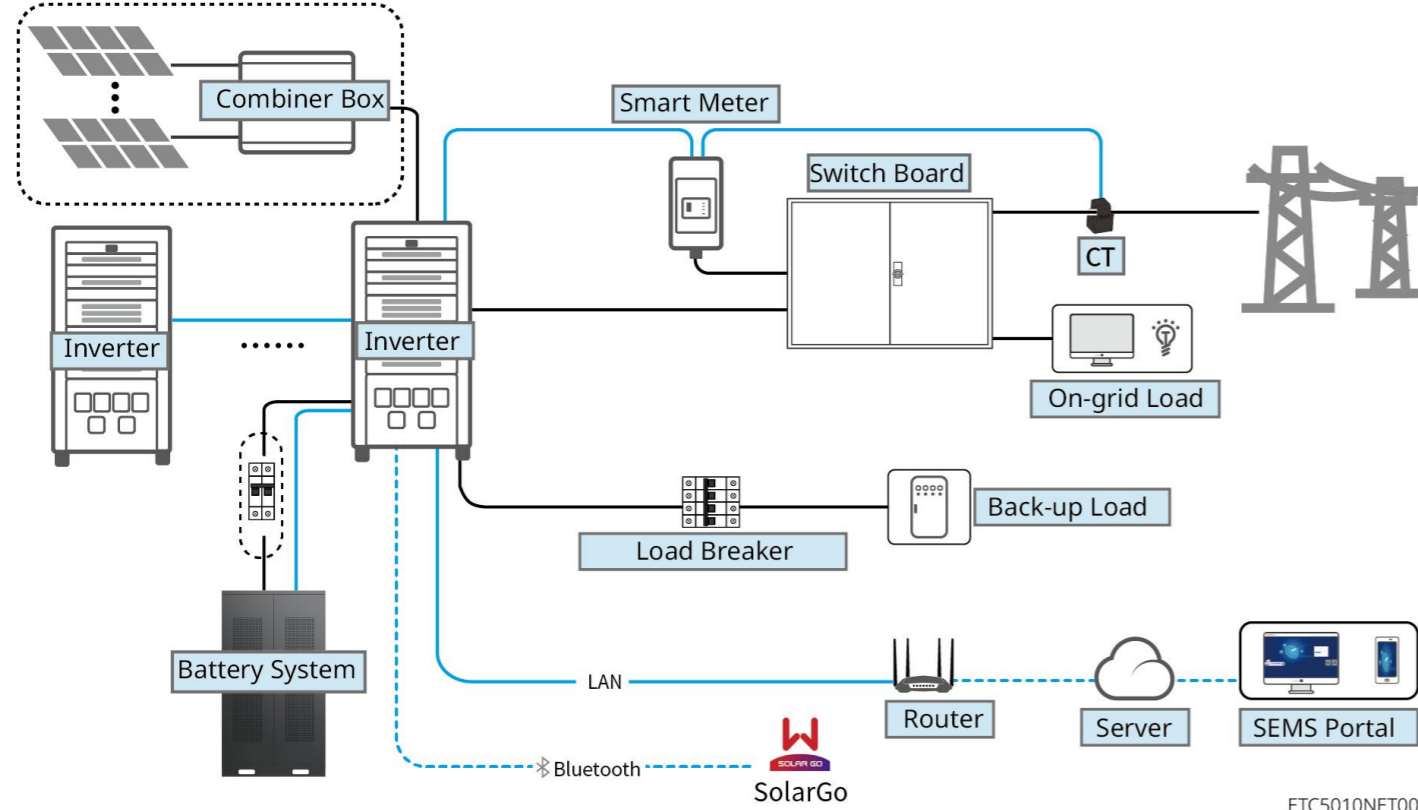 Combiner Box
Smart Meter
Switch Board
CT
Inverter
Inverter
On-grid Load
Back-up Load
Load Breaker
Battery System
LAN
Router
Server
SEMS Portal
Bluetooth
SOLAR GO
SolarGo
ETC5010NET00